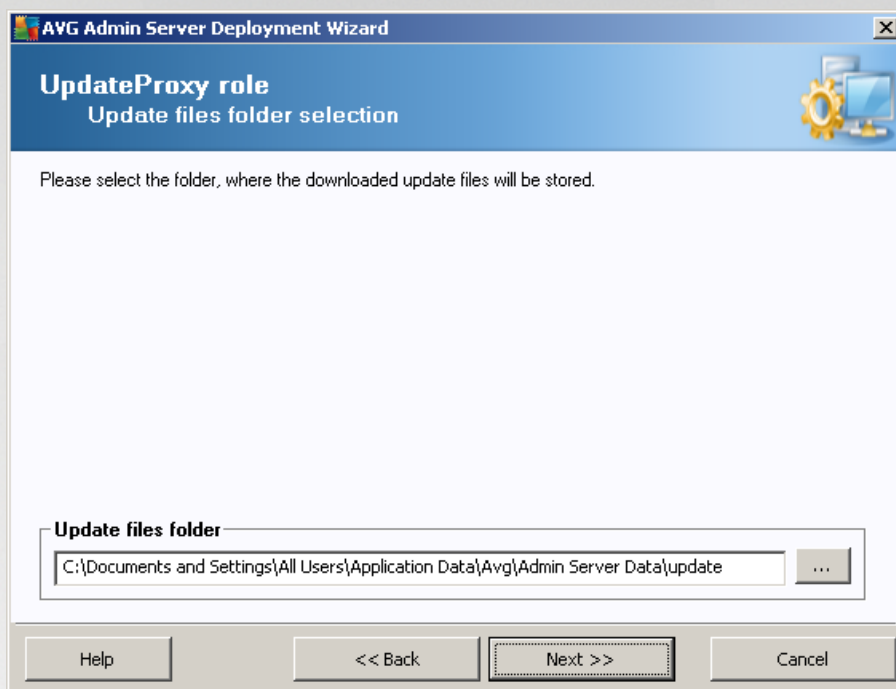 AVG Admin Server Deployment Wizard
UpdateProxy role
Update files folder selection
Please select the folder, where the downloaded update files will be stored.
Update files folder
C:\Documents and Settings\All Users\Application Data\Avg\Admin Server Data\update
...
Help
<< Back
Next >>
Cancel